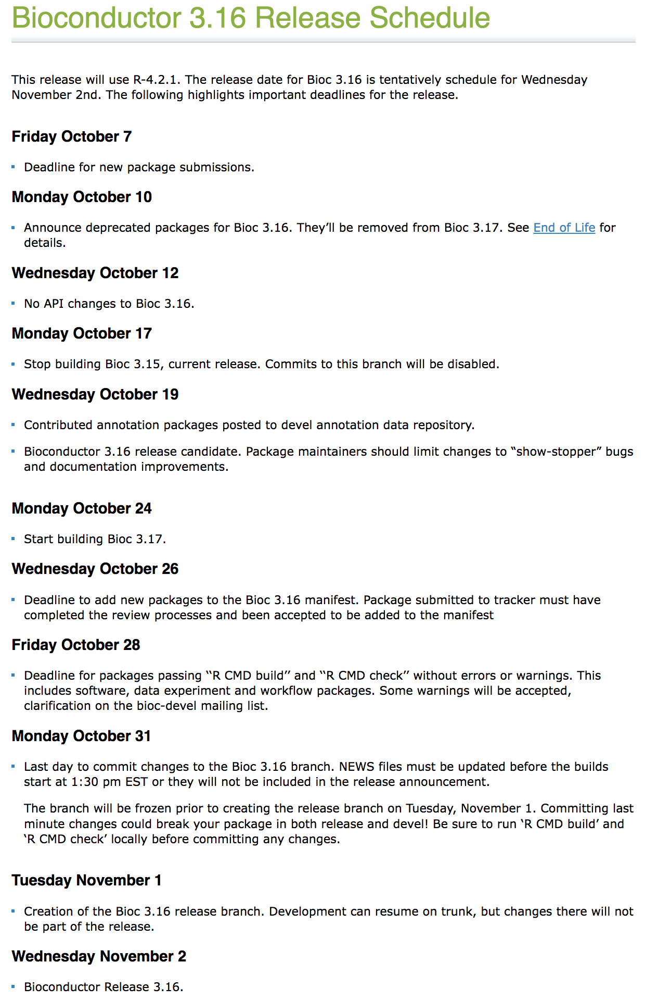 Bioconductor 3.16 Release Schedule
This release will use R-4.2.1. The release date for Bioc 3.16 is tentatively schedule for Wednesday
November 2nd. The following highlights important deadlines for the release.
Friday October 7
Deadline for new package submissions.
Monday October 10
Announce deprecated packages for Bioc 3.16. They’ll be removed from Bioc 3.17. See End of Life for
details.
Wednesday October 12
No API changes to Bioc 3.16.
Monday October 17
Stop building Bioc 3.15, current release. Commits to this branch will be disabled.
Wednesday October 19
Contributed annotation packages posted to devel annotation data repository.
Bioconductor 3.16 release candidate. Package maintainers should limit changes to “show-stopper” bugs
and documentation improvements.
Monday October 24
Start building Bioc 3.17.
Wednesday October 26
Deadline to add new packages to the Bioc 3.16 manifest. Package submitted to tracker must have
completed the review processes and been accepted to be added to the manifest
Friday October 28
Deadline for packages passing ‘‘R CMD build’’ and ‘‘R CMD check’’ without errors or warnings. This
includes software, data experiment and workflow packages. Some warnings will be accepted,
clarification on the bioc-devel mailing list.
Monday October 31
Last day to commit changes to the Bioc 3.16 branch. NEWS files must be updated before the builds
start at 1:30 pm EST or they will not be included in the release announcement.
The branch will be frozen prior to creating the release branch on Tuesday, November 1. Committing last
minute changes could break your package in both release and devel! Be sure to run ‘R CMD build’ and
‘R CMD check’ locally before committing any changes.
Tuesday November 1
Creation of the Bioc 3.16 release branch. Development can resume on trunk, but changes there will not
be part of the release.
Wednesday November 2
Bioconductor Release 3.16.